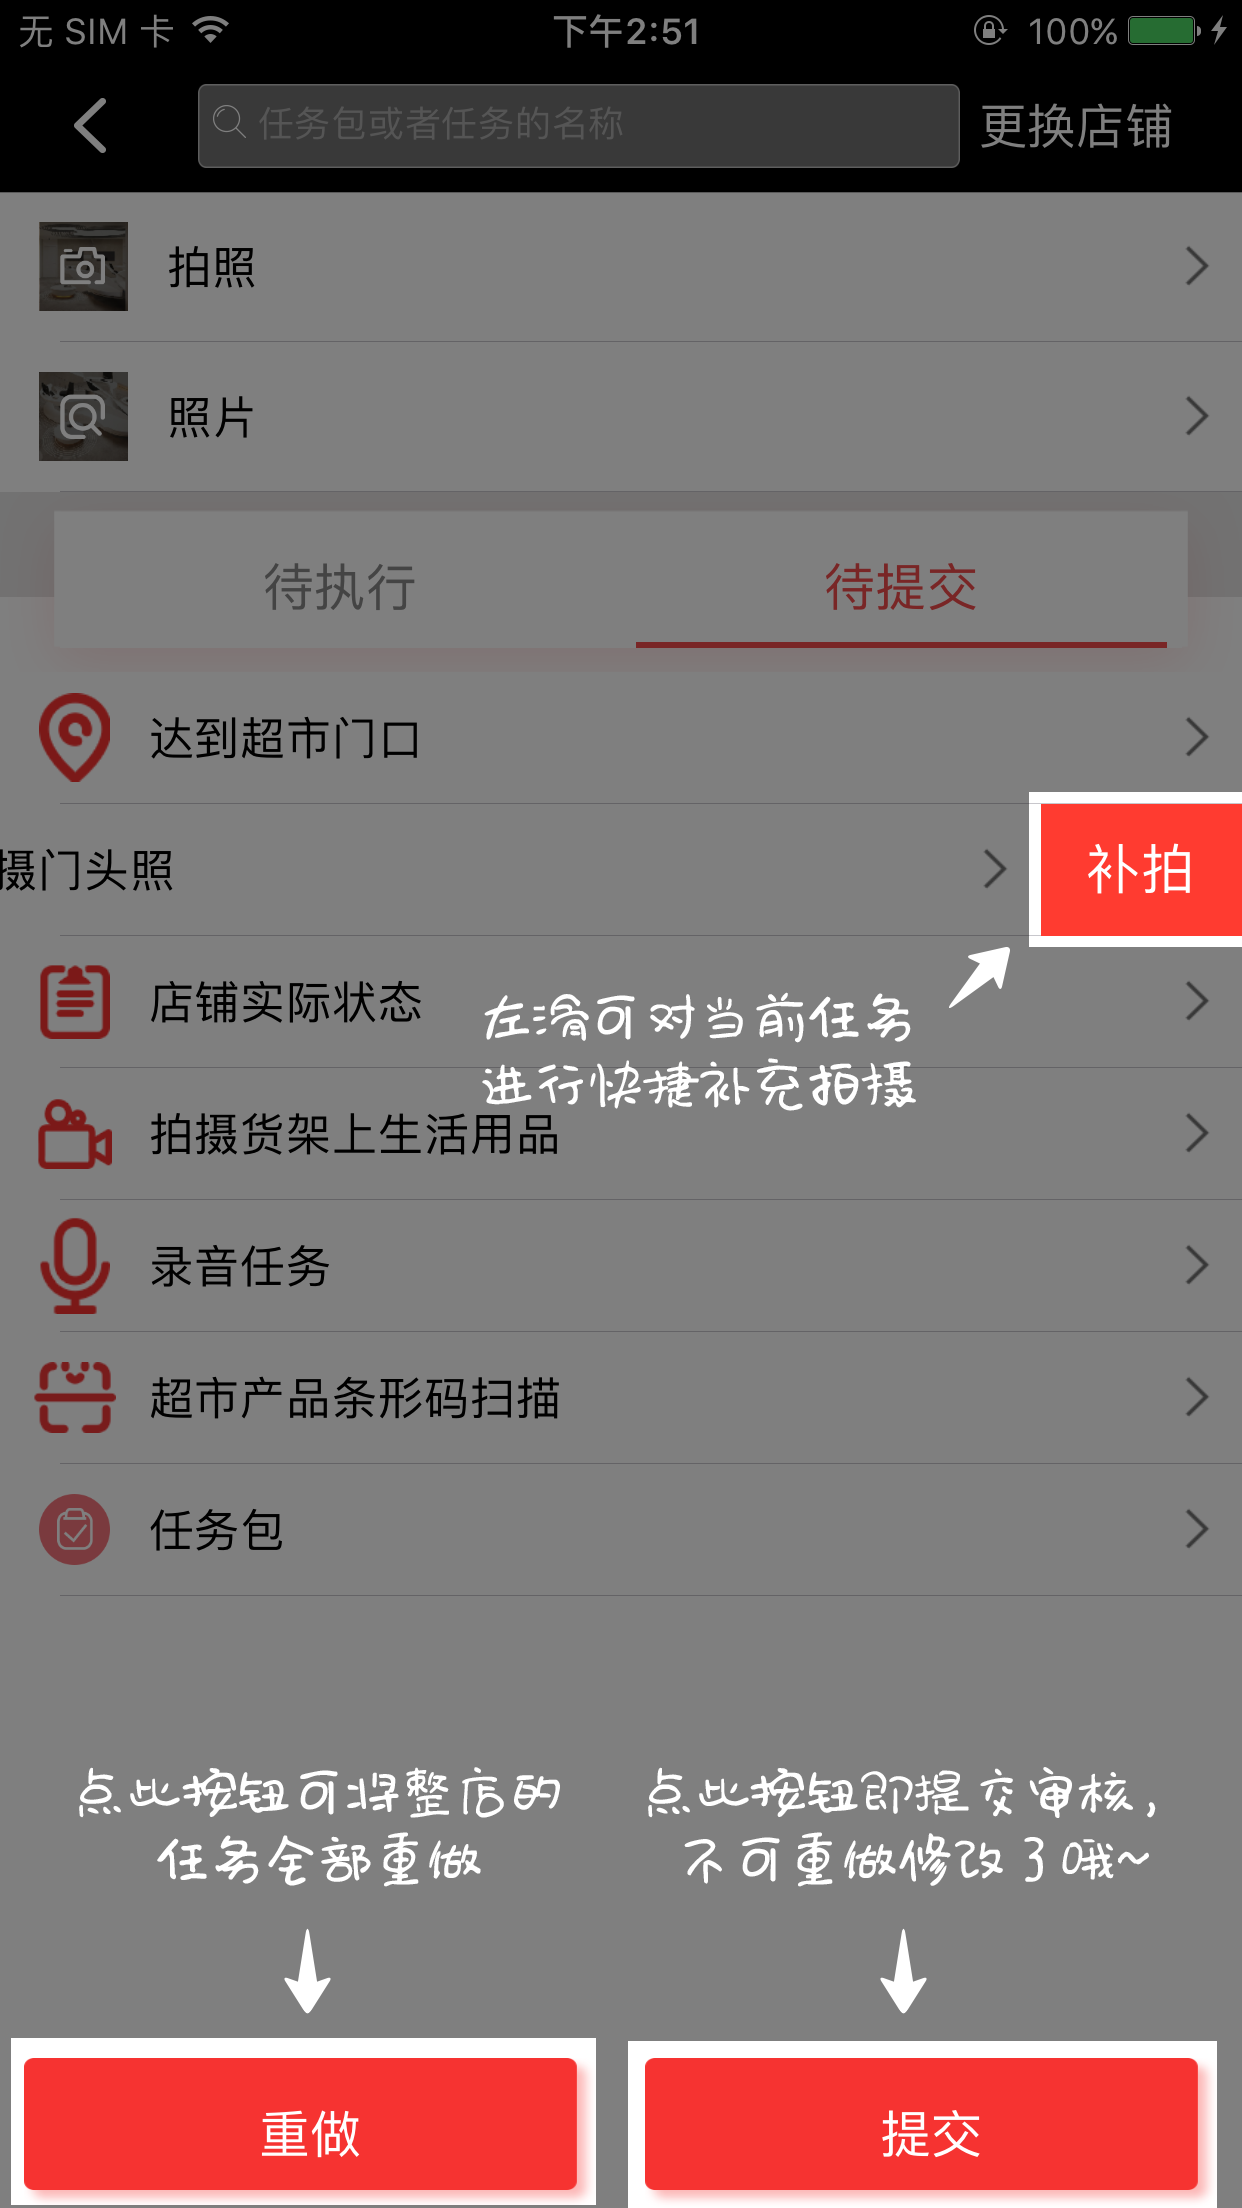 无 SIM 卡 下午2:51 100%
任务包或者任务的名称 更换店铺
拍照
照片
待执行 待提交
达到超市门口
摄门头照 补拍
店铺实际状态
左滑可对当前任务
进行快捷补充拍摄
拍摄货架上生活用品
录音任务
超市产品条形码扫描
任务包
点此按钮可将整店的
任务全部重做
点此按钮即提交审核，
不可重做修改了哦~
重做 提交